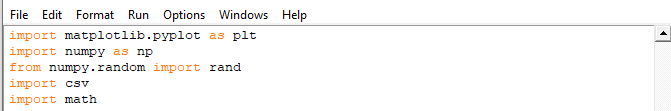 File Edit Format Run Options Windows Help
import matplotlib.pyplot as plt
import numpy as np
from numpy.random import rand
import csv
import math